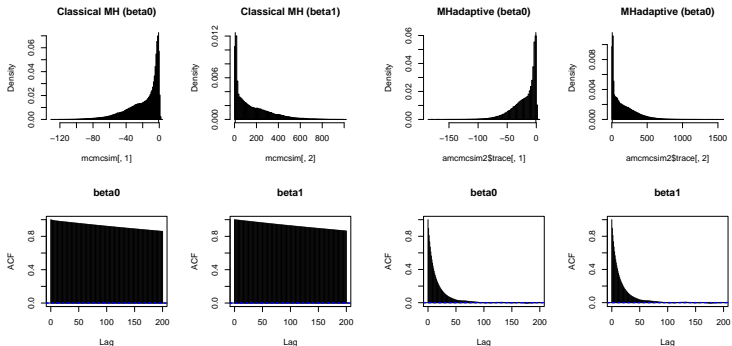 Classical MH (beta0)
Density
0.00 0.02 0.04 0.06
−120 −80 −40 0
mcmcsim[, 1]
Classical MH (beta1)
Density
0.000 0.006 0.012
0 200 400 600 800
mcmcsim[, 2]
MHadaptive (beta0)
Density
0.00 0.02 0.04 0.06
−150 −100 −50 0
amcmcsim2$trace[, 1]
MHadaptive (beta0)
Density
0.000 0.004 0.008
0 500 1000 1500
amcmcsim2$trace[, 2]
beta0
ACF
0.0 0.4 0.8
0 50 100 150 200
Lag
beta1
ACF
0.0 0.4 0.8
0 50 100 150 200
Lag
beta0
ACF
0.0 0.4 0.8
0 50 100 150 200
Lag
beta1
ACF
0.0 0.4 0.8
0 50 100 150 200
Lag